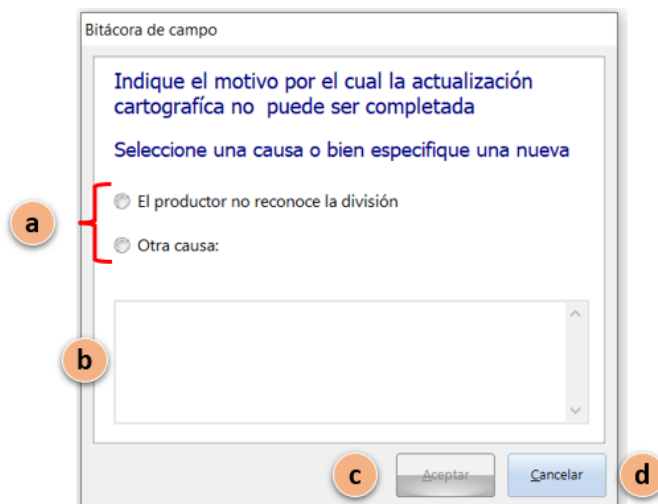 Bitácora de campo
Indique el motivo por el cual la actualización
cartografíca no puede ser completada
Seleccione una causa o bien especifique una nueva
a
El productor no reconoce la división
Otra causa:
b
c
Aceptar
Cancelar
d